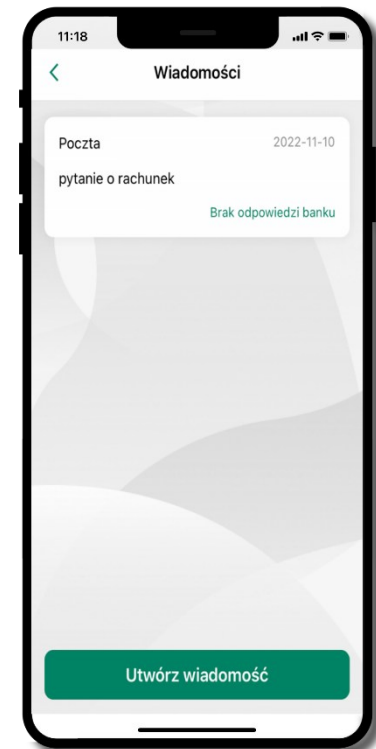 11:18
Wiadomości
Poczta 2022-11-10
pytanie o rachunek
Brak odpowiedzi banku
Utwórz wiadomość